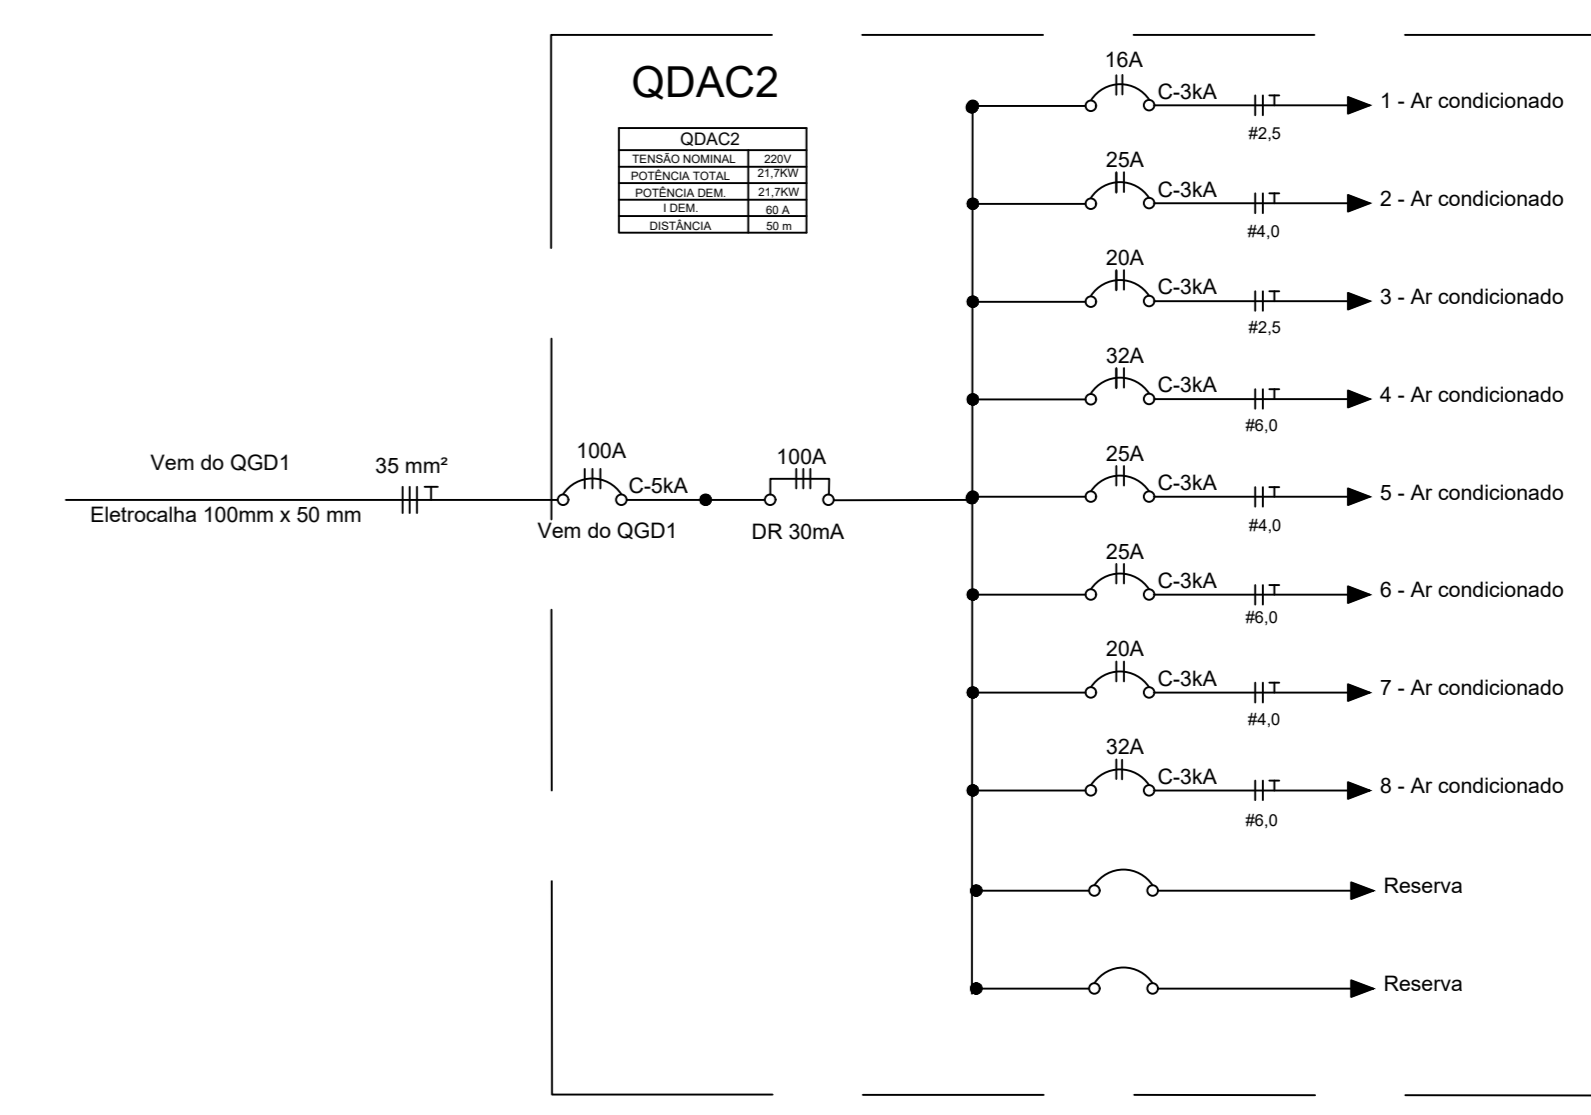 QDAC2
QDAC2
TENSÃO NOMINAL 220V
POTÊNCIA TOTAL 21,7KW
POTÊNCIA DEM. 21,7KW
I DEM. 60 A
DISTÂNCIA 50 m
Vem do QGD1
35 mm²
Eletrocalha 100mm x 50 mm
100A
C-5kA
Vem do QGD1
100A
DR 30mA
16A
C-3kA
T
#2,5
1 - Ar condicionado
25A
C-3kA
#4,0
2 - Ar condicionado
20A
C-3kA
#2,5
3 - Ar condicionado
32A
C-3kA
#6,0
4 - Ar condicionado
25A
C-3kA
#4,0
5 - Ar condicionado
25A
C-3kA
#6,0
6 - Ar condicionado
20A
C-3kA
#4,0
7 - Ar condicionado
32A
C-3kA
#6,0
8 - Ar condicionado
Reserva
Reserva